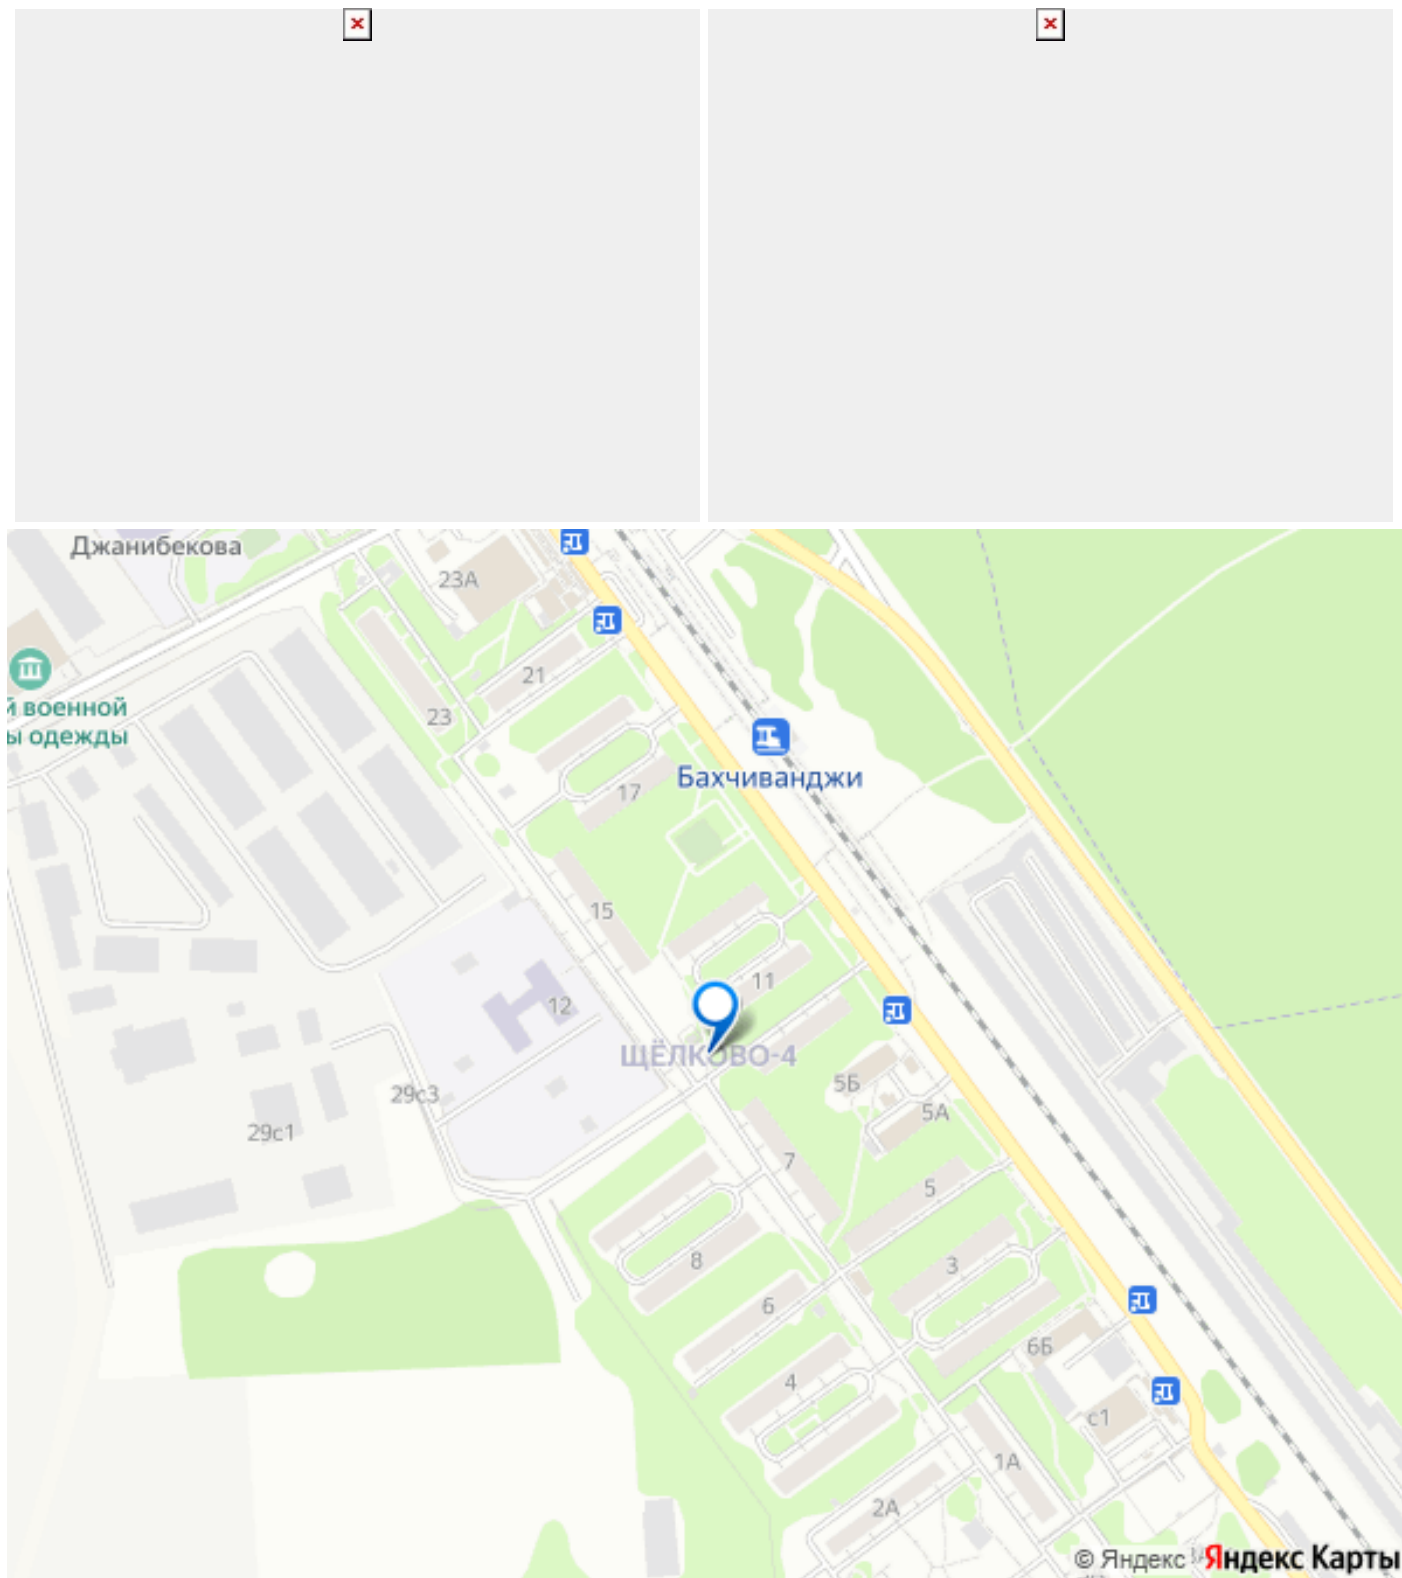 Джанибекова
23А
21
й военной
ы одежды
23
Бахчиванджи
17
15
11
12
ЩЁЛКОВО-4
5Б
29с3
5А
29с1
7
5
8
3
6
6Б
4
с1
1А
2А
© Яндекс
Яндекс Карты